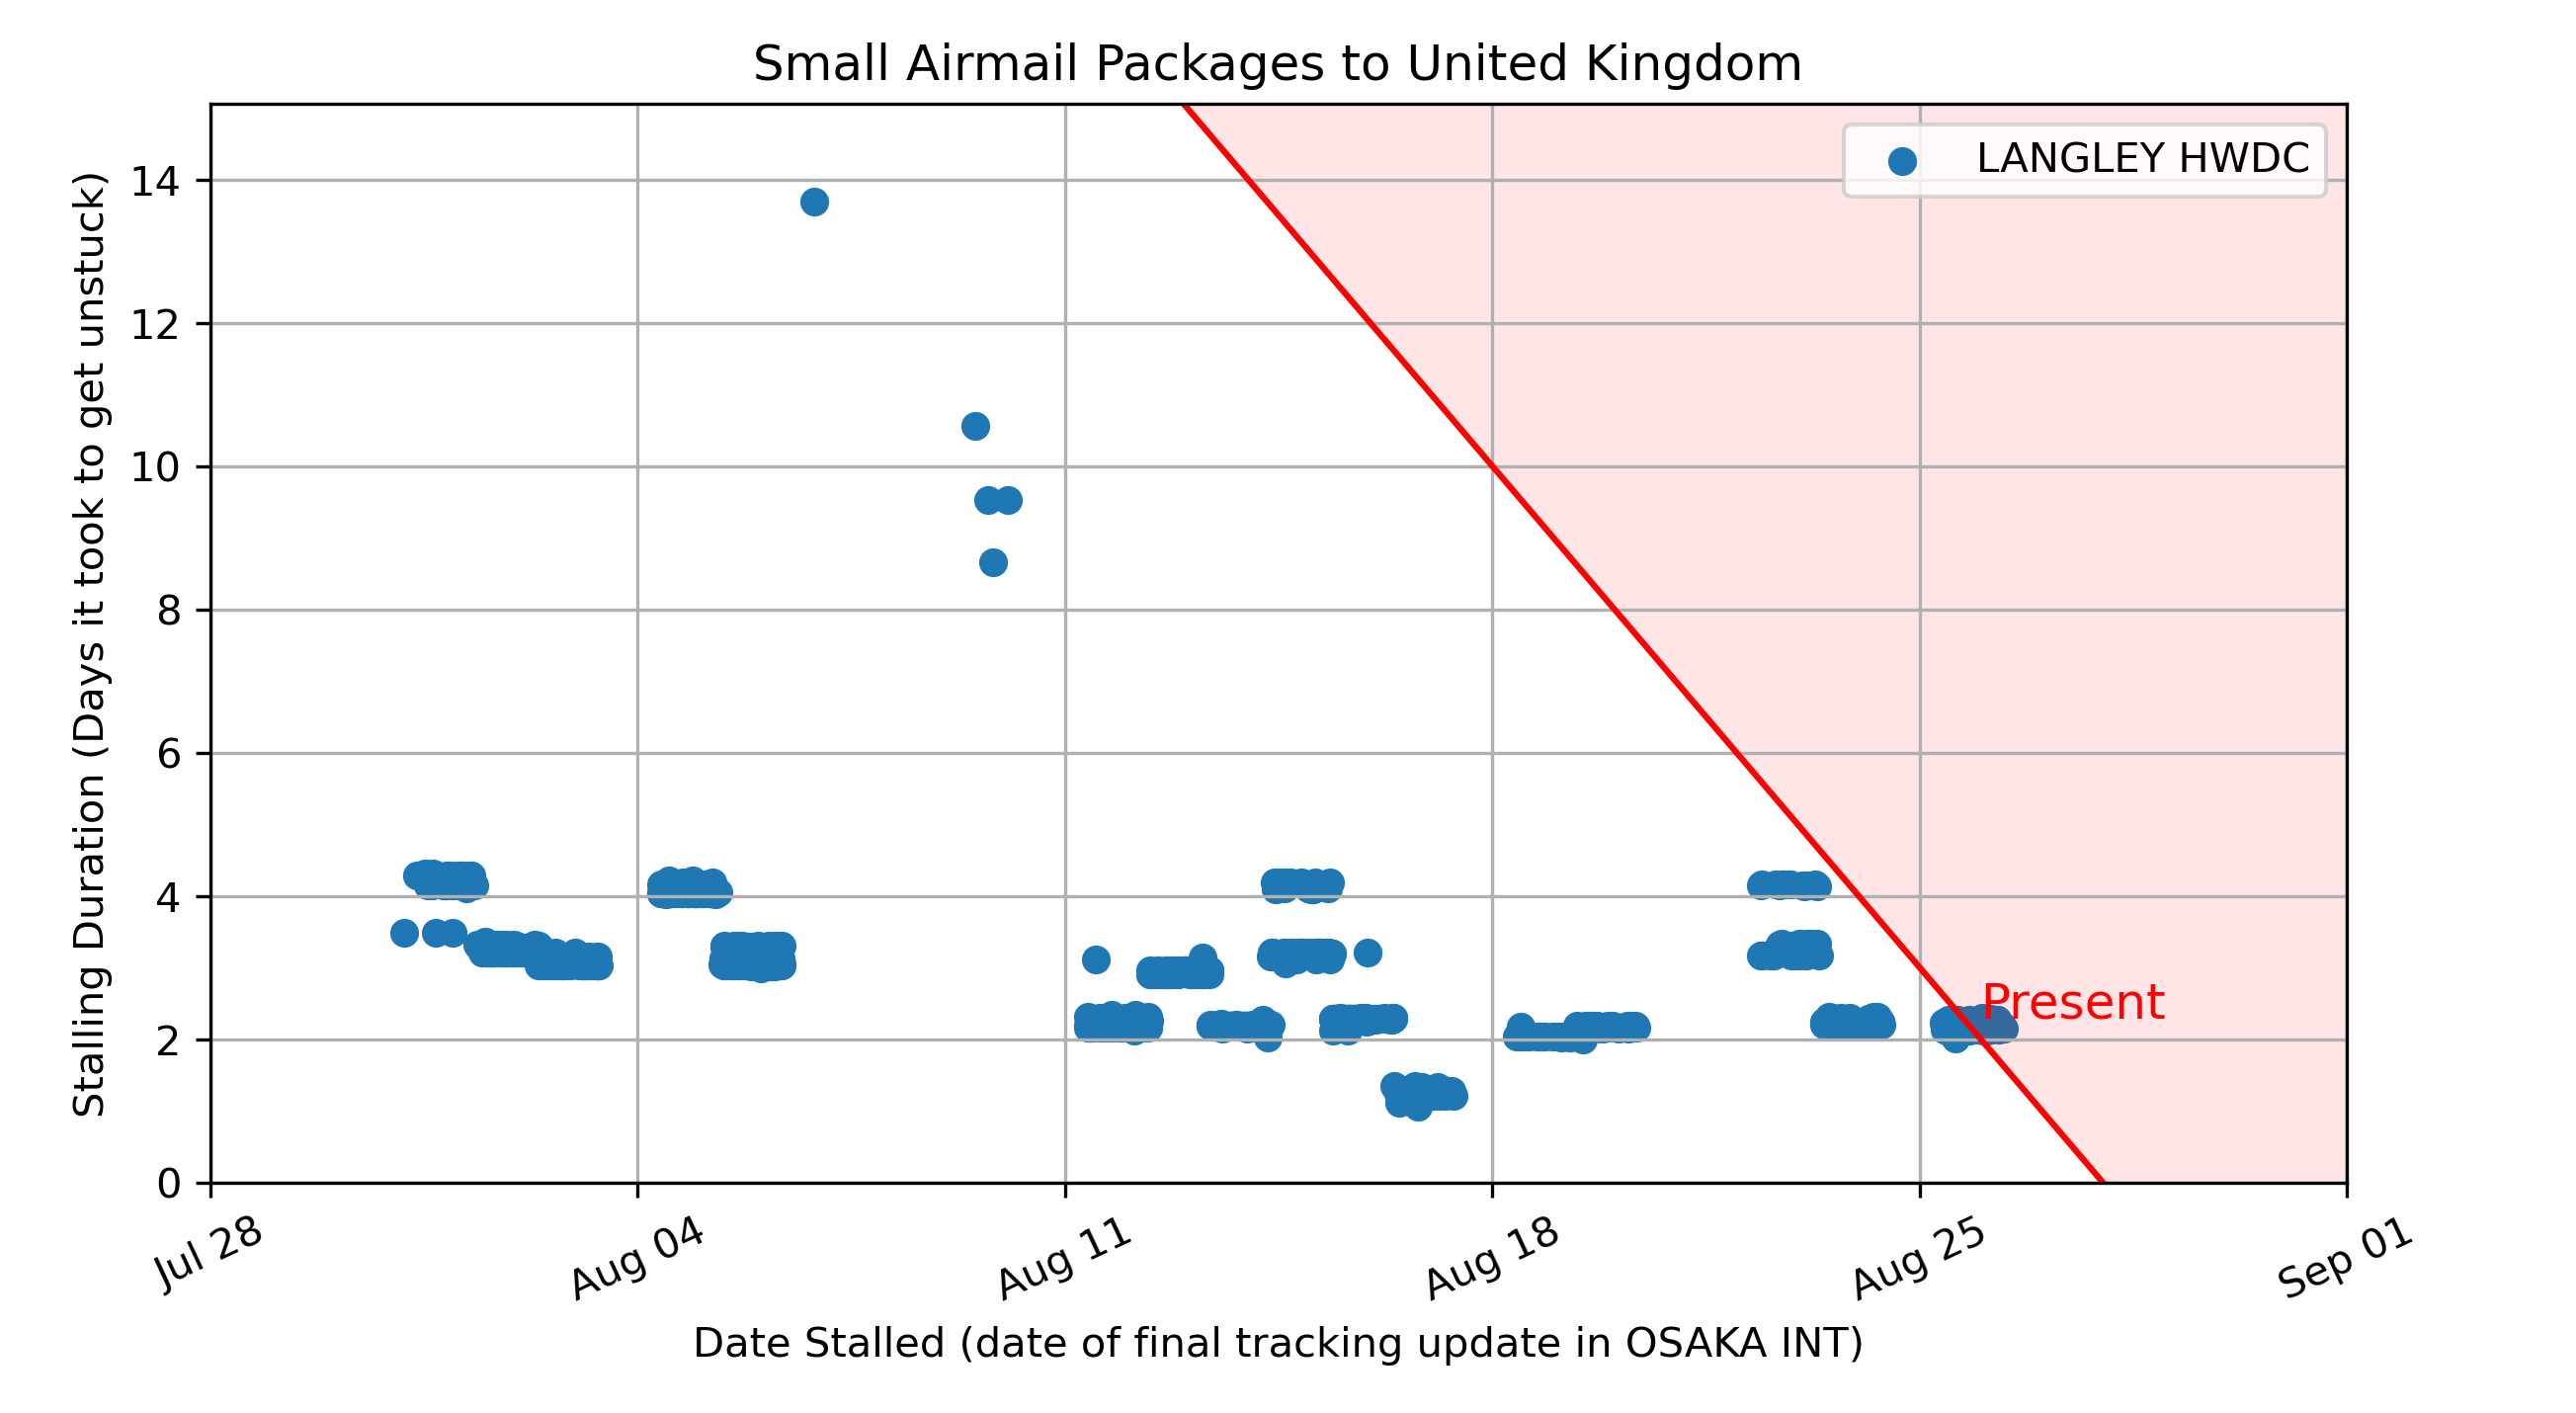 Small Airmail Packages to United Kingdom
LANGLEY HWDC
Stalling Duration (Days it took to get unstuck)
14
12
10
8
6
4
2
0
Present
Jul 28
Aug 04
Aug 11
Aug 18
Aug 25
Sep 01
Date Stalled (date of final tracking update in OSAKA INT)